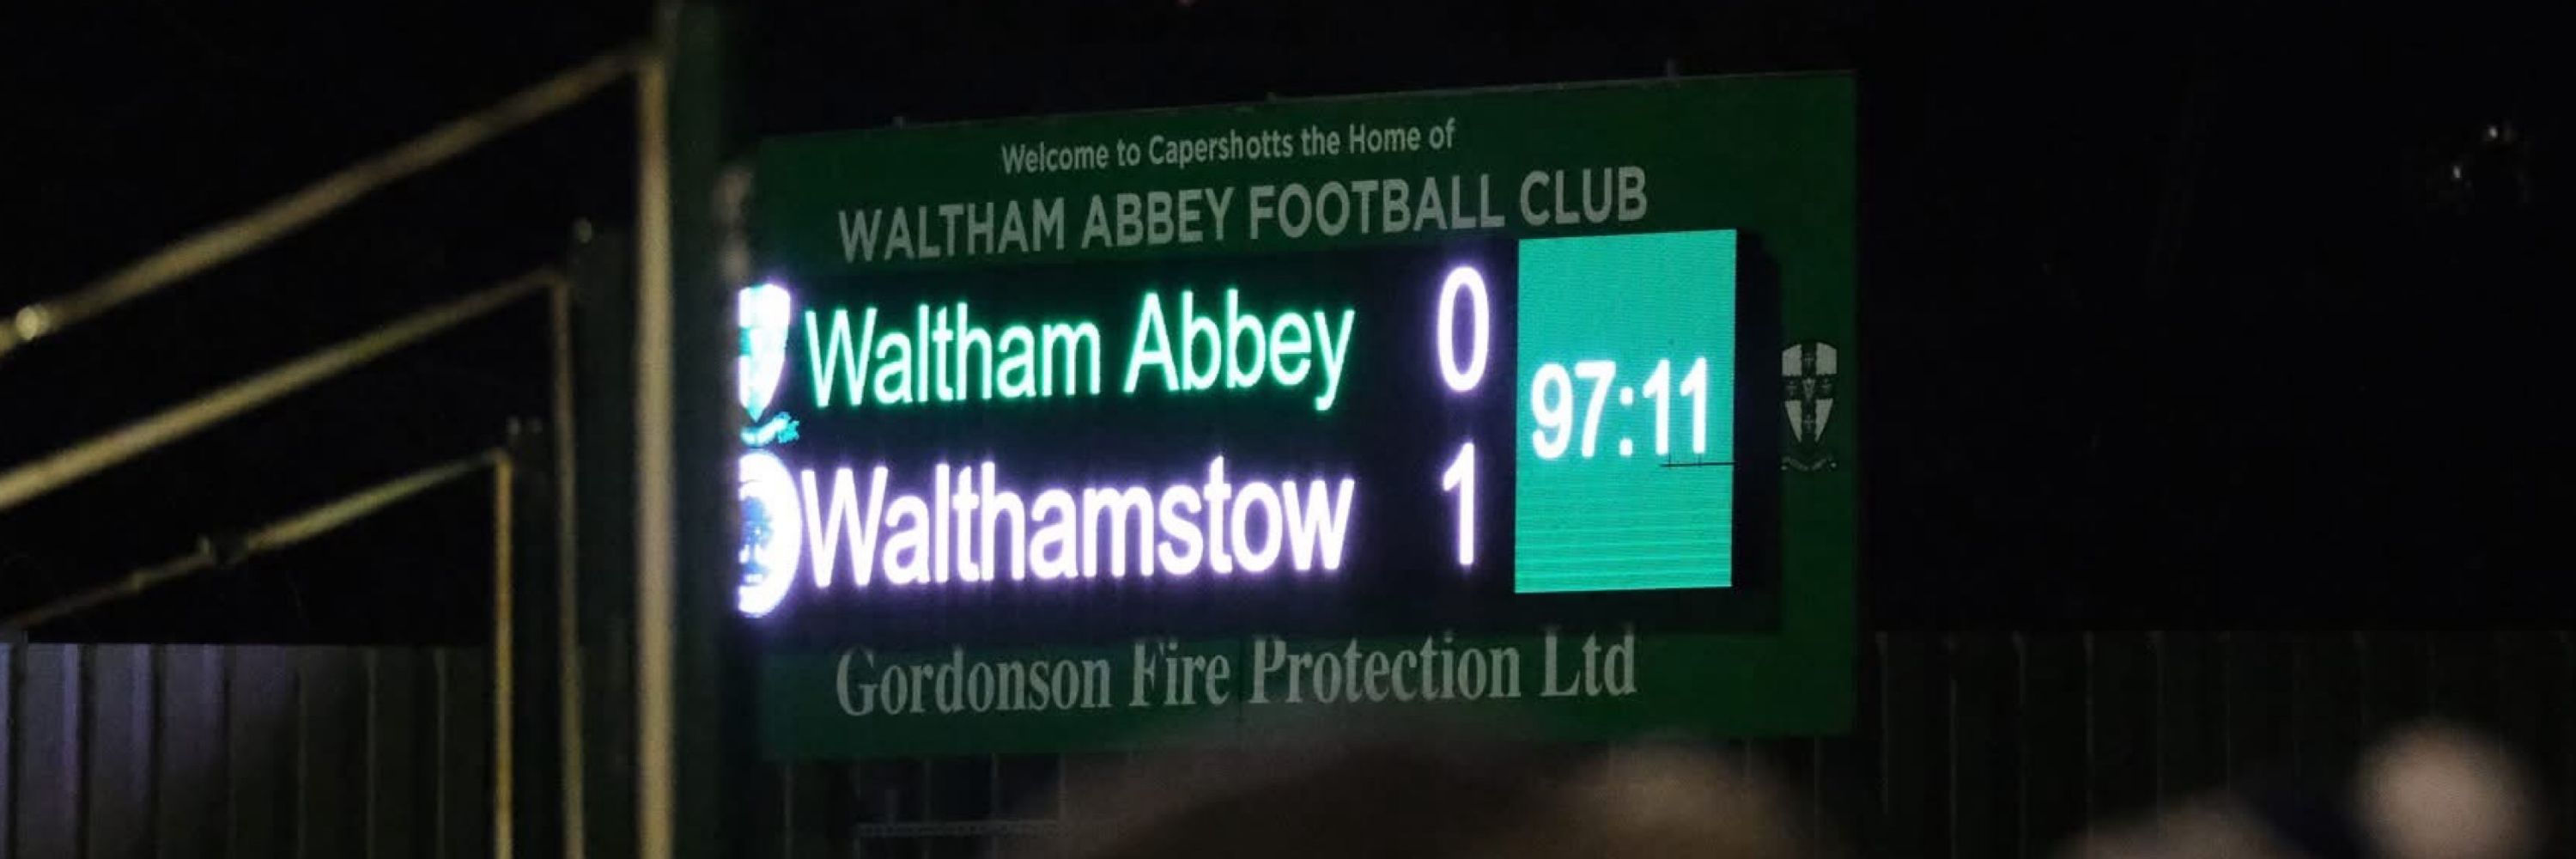 Welcome to Capershotts the Home of
WALTHAM ABBEY FOOTBALL CLUB
Waltham Abbey 0
97:11
Walthamstow 1
Gordonson Fire Protection Ltd